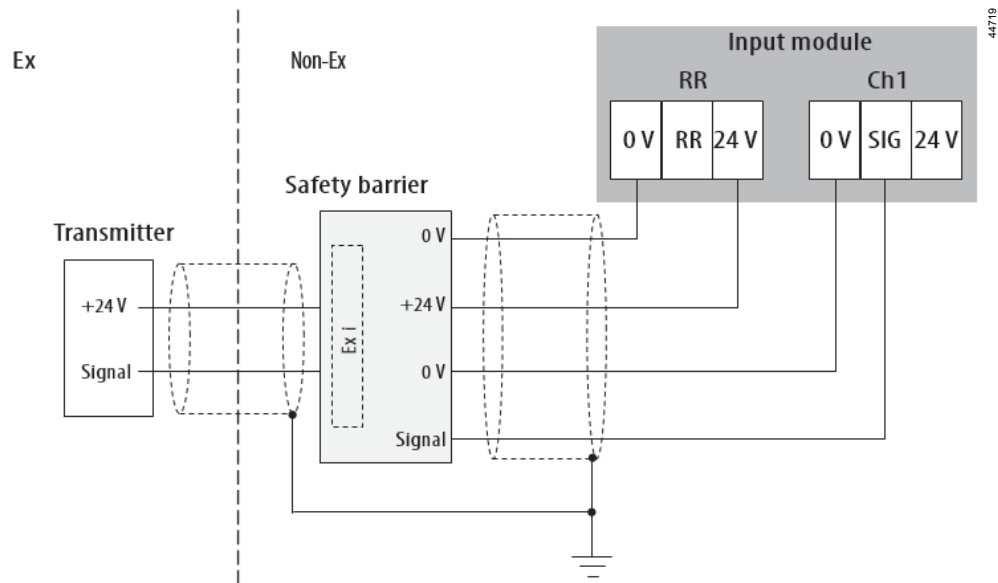 44719
Ex
Non-Ex
Input module
RR
Ch1
0 V RR 24 V
0 V SIG 24 V
Safety barrier
Transmitter
+24 V
Signal
Ex i
0 V
+24 V
0 V
Signal